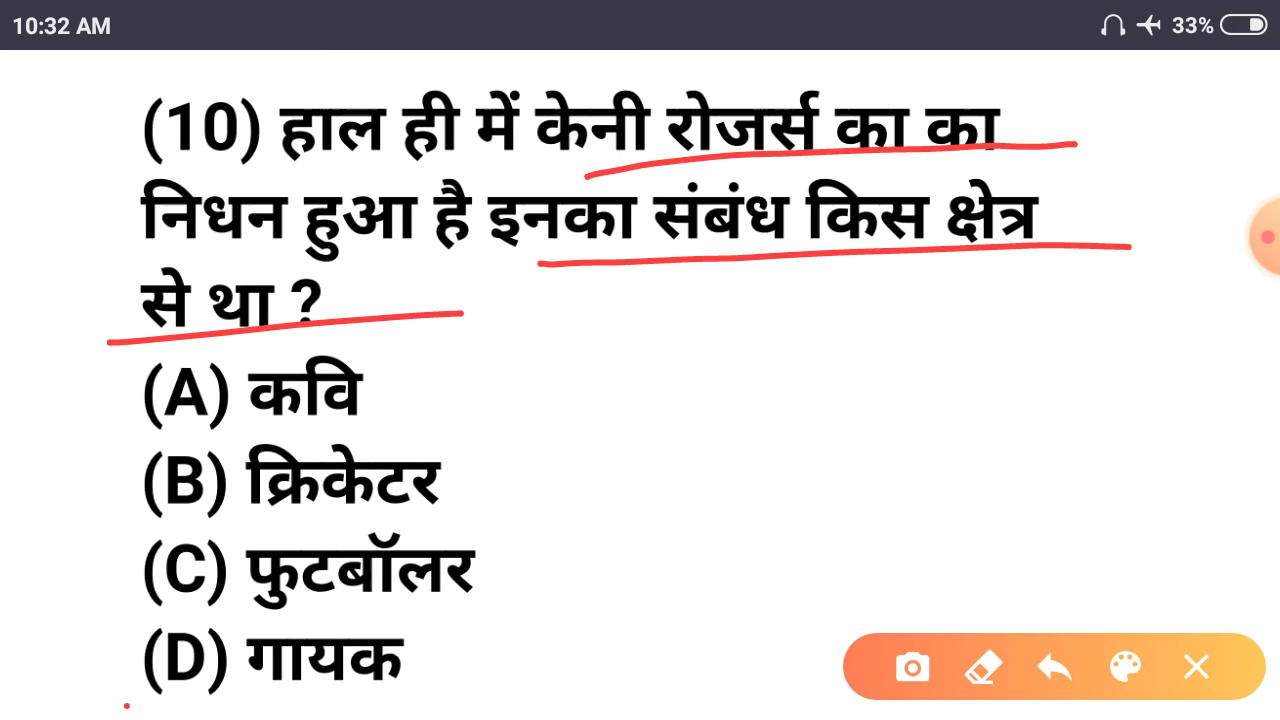 10:32 AM
33%
(10) हाल ही में केनी रोजर्स का का
निधन हुआ है इनका संबंध किस क्षेत्र
से था ?
(A) कवि
(B) क्रिकेटर
(C) फुटबॉलर
(D) गायक